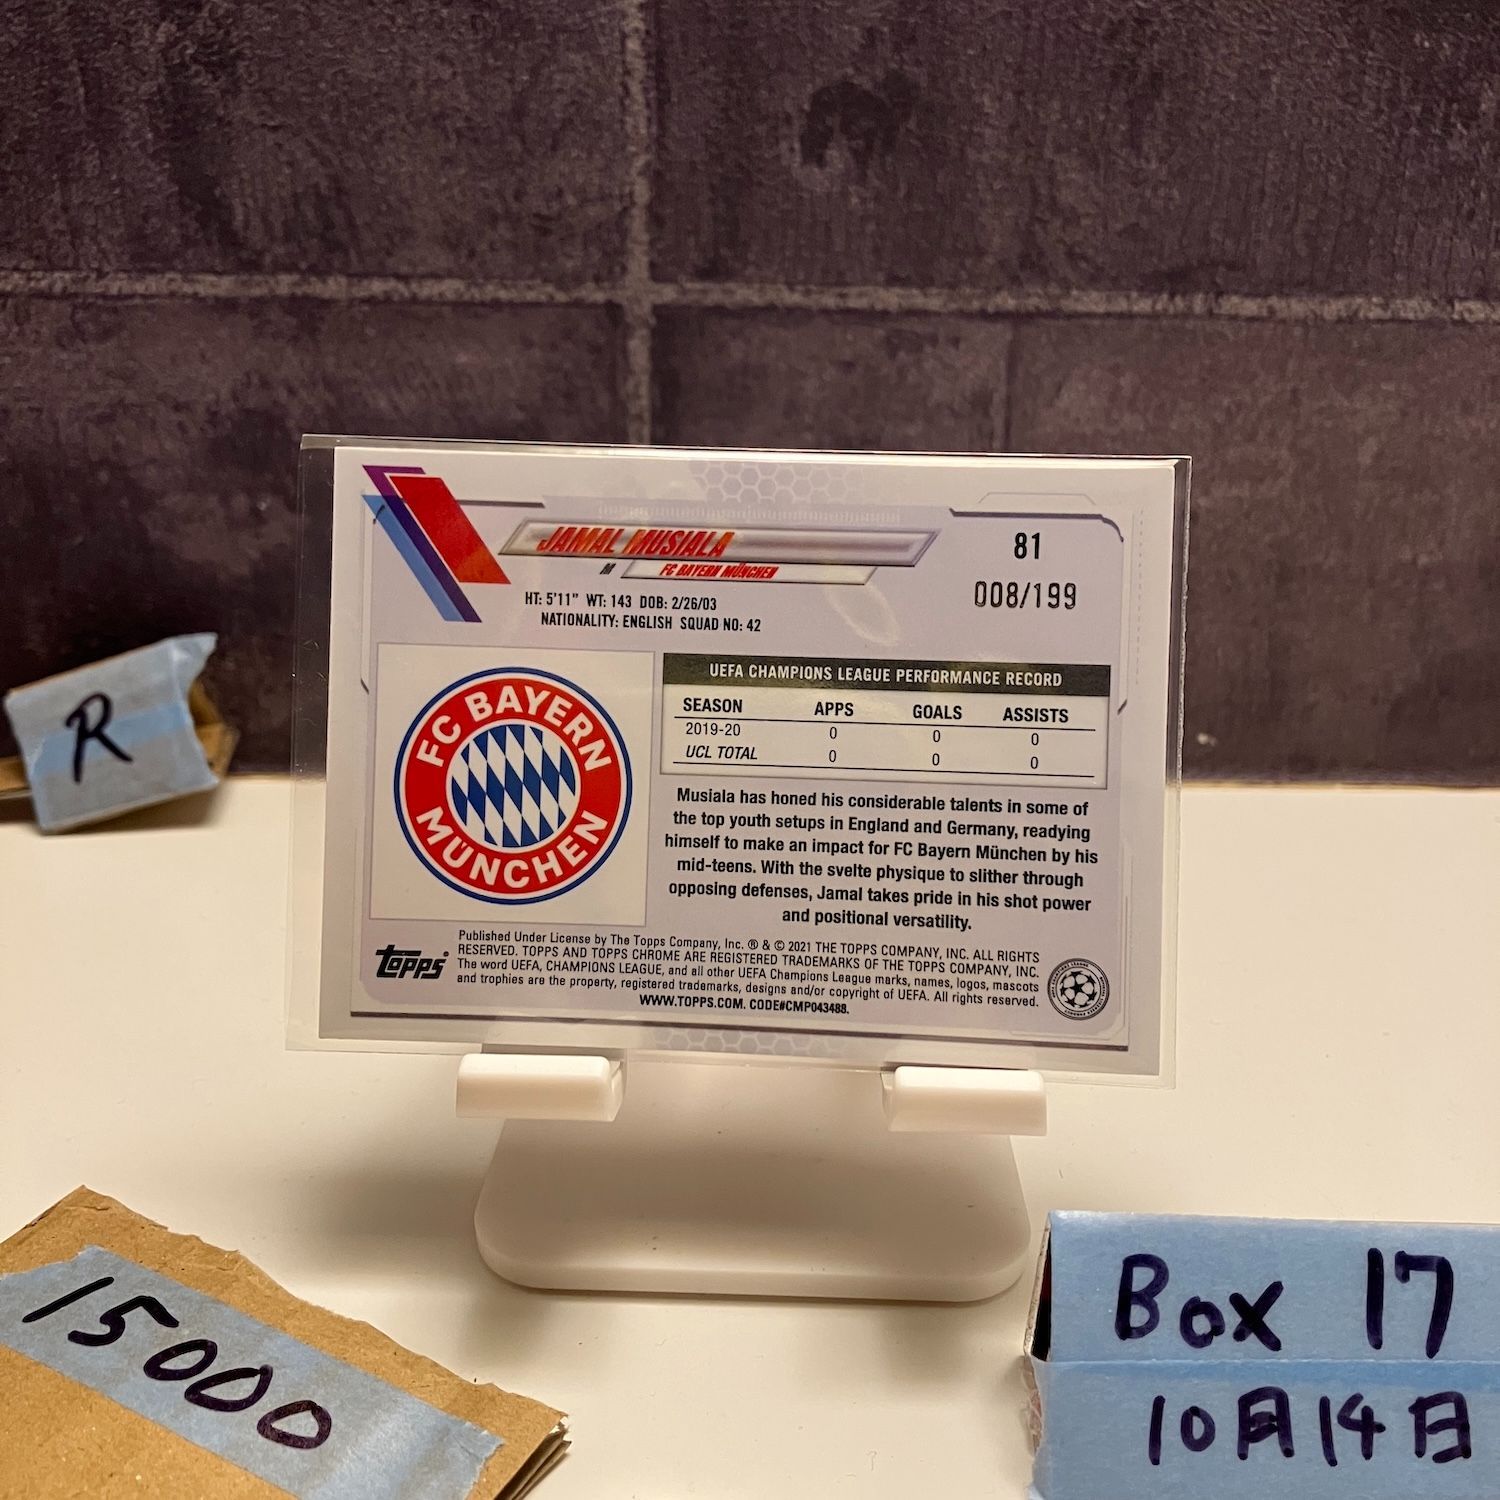 JAMAL MUSIALA
M FC BAYERN MÜNCHEN
81
008/199
HT: 5'11" WT: 143 DOB: 2/26/03
NATIONALITY: ENGLISH SQUAD NO: 42
FC BAYERN
MÜNCHEN
UEFA CHAMPIONS LEAGUE PERFORMANCE RECORD
SEASON APPS GOALS ASSISTS
2019-20 0 0 0
UCL TOTAL 0 0 0
Musiala has honed his considerable talents in some of
the top youth setups in England and Germany, readying
himself to make an impact for FC Bayern München by his
mid-teens. With the svelte physique to slither through
opposing defenses, Jamal takes pride in his shot power
and positional versatility.
topps
Published Under License by The Topps Company, Inc. ® & © 2021 THE TOPPS COMPANY, INC. ALL RIGHTS
RESERVED. TOPPS AND TOPPS CHROME ARE REGISTERED TRADEMARKS OF THE TOPPS COMPANY, INC.
The word UEFA, CHAMPIONS LEAGUE, and all other UEFA Champions League marks, names, logos, mascots
and trophies are the property, registered trademarks, designs and/or copyright of UEFA. All rights reserved.
WWW.TOPPS.COM. CODE#CMP043488.
R
15000
Box 17
10月14日